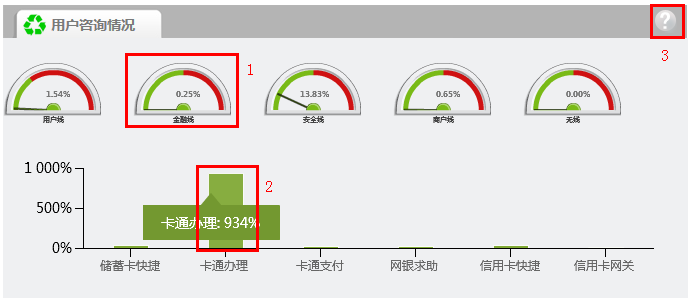 用户咨询情况
?
3
1
1.54%
0.25%
13.83%
0.65%
0.00%
用户线
金融线
安全线
商户线
无线
1 000%
2
500%
卡通办理: 934%
0%
储蓄卡快捷
卡通办理
卡通支付
网银求助
信用卡快捷
信用卡网关